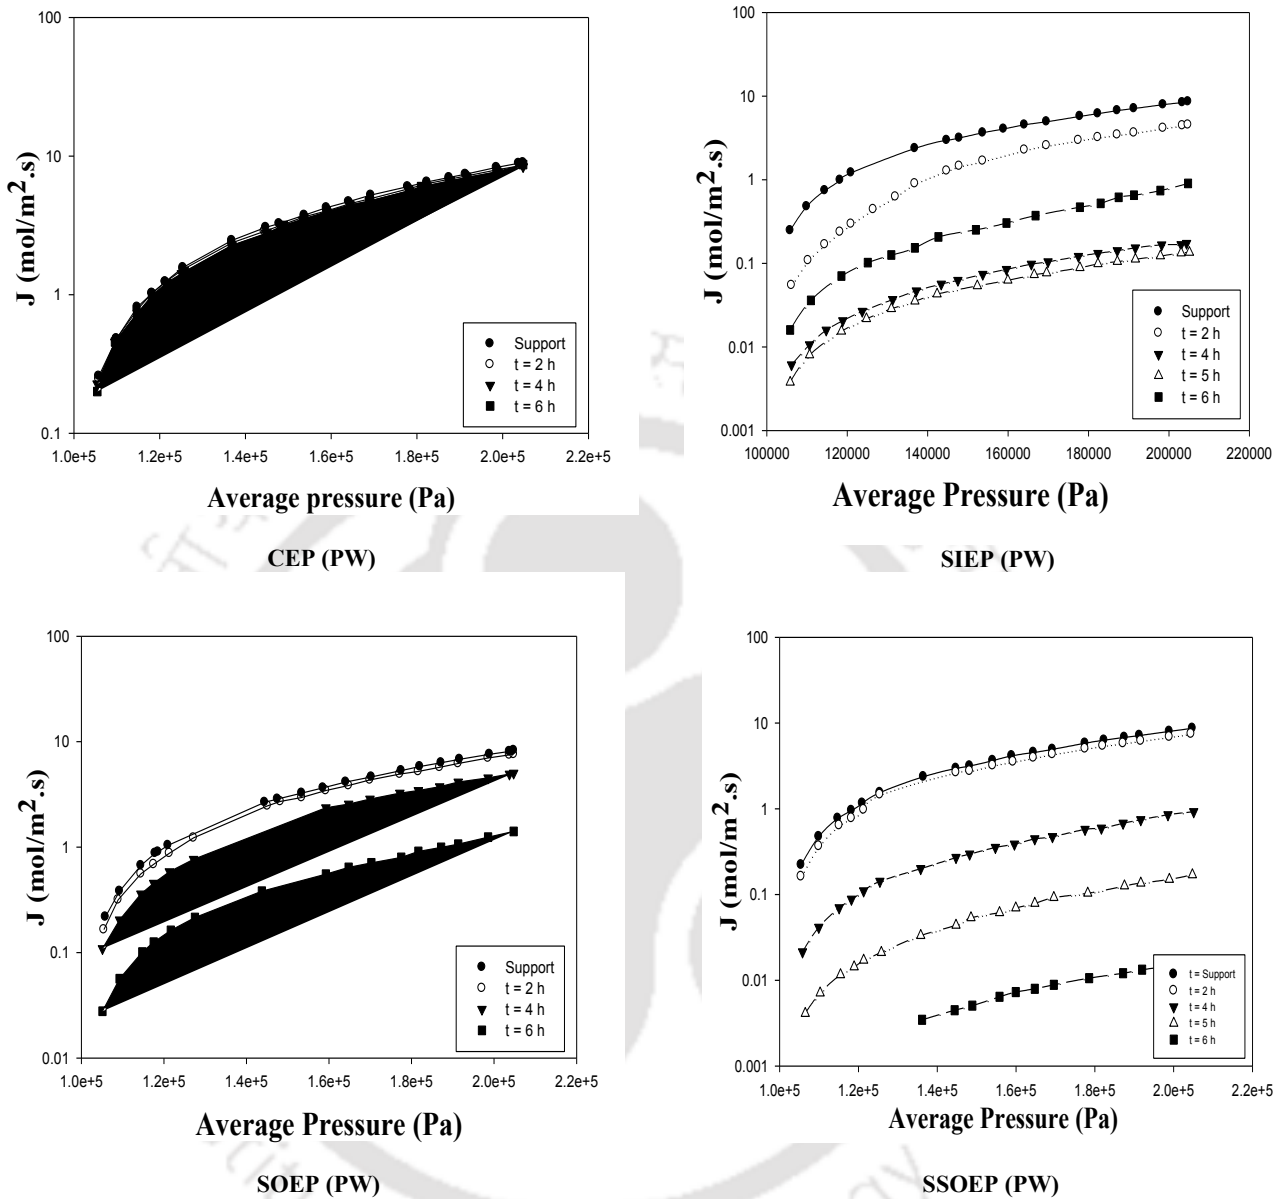 100
10
1
0.1
J (mol/m².s)
1.0e+5 1.2e+5 1.4e+5 1.6e+5 1.8e+5 2.0e+5 2.2e+5
Average pressure (Pa)
Support
t = 2 h
t = 4 h
t = 6 h
CEP (PW)
100
10
1
0.1
0.01
0.001
J (mol/m².s)
100000 120000 140000 160000 180000 200000 220000
Average Pressure (Pa)
Support
t = 2 h
t = 4 h
t = 5 h
t = 6 h
SIEP (PW)
100
10
1
0.1
0.01
J (mol/m².s)
1.0e+5 1.2e+5 1.4e+5 1.6e+5 1.8e+5 2.0e+5 2.2e+5
Average Pressure (Pa)
Support
t = 2 h
t = 4 h
t = 6 h
SOEP (PW)
100
10
1
0.1
0.01
0.001
J (mol/m².s)
1.0e+5 1.2e+5 1.4e+5 1.6e+5 1.8e+5 2.0e+5 2.2e+5
Average Pressure (Pa)
t = Support
t = 2 h
t = 4 h
t = 5 h
t = 6 h
SSOEP (PW)